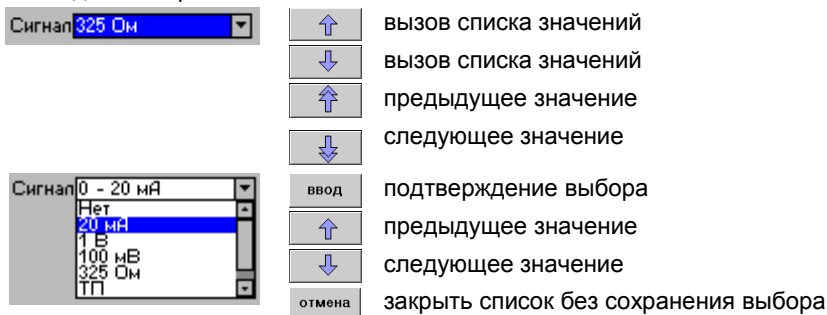 Сигнал 325 Ом вызов списка значений
вызов списка значений
предыдущее значение
следующее значение
Сигнал 0 - 20 мА ввод подтверждение выбора
Нет
20 мА предыдущее значение
1 В
100 мВ следующее значение
325 Ом
ТП
отмена закрыть список без сохранения выбора